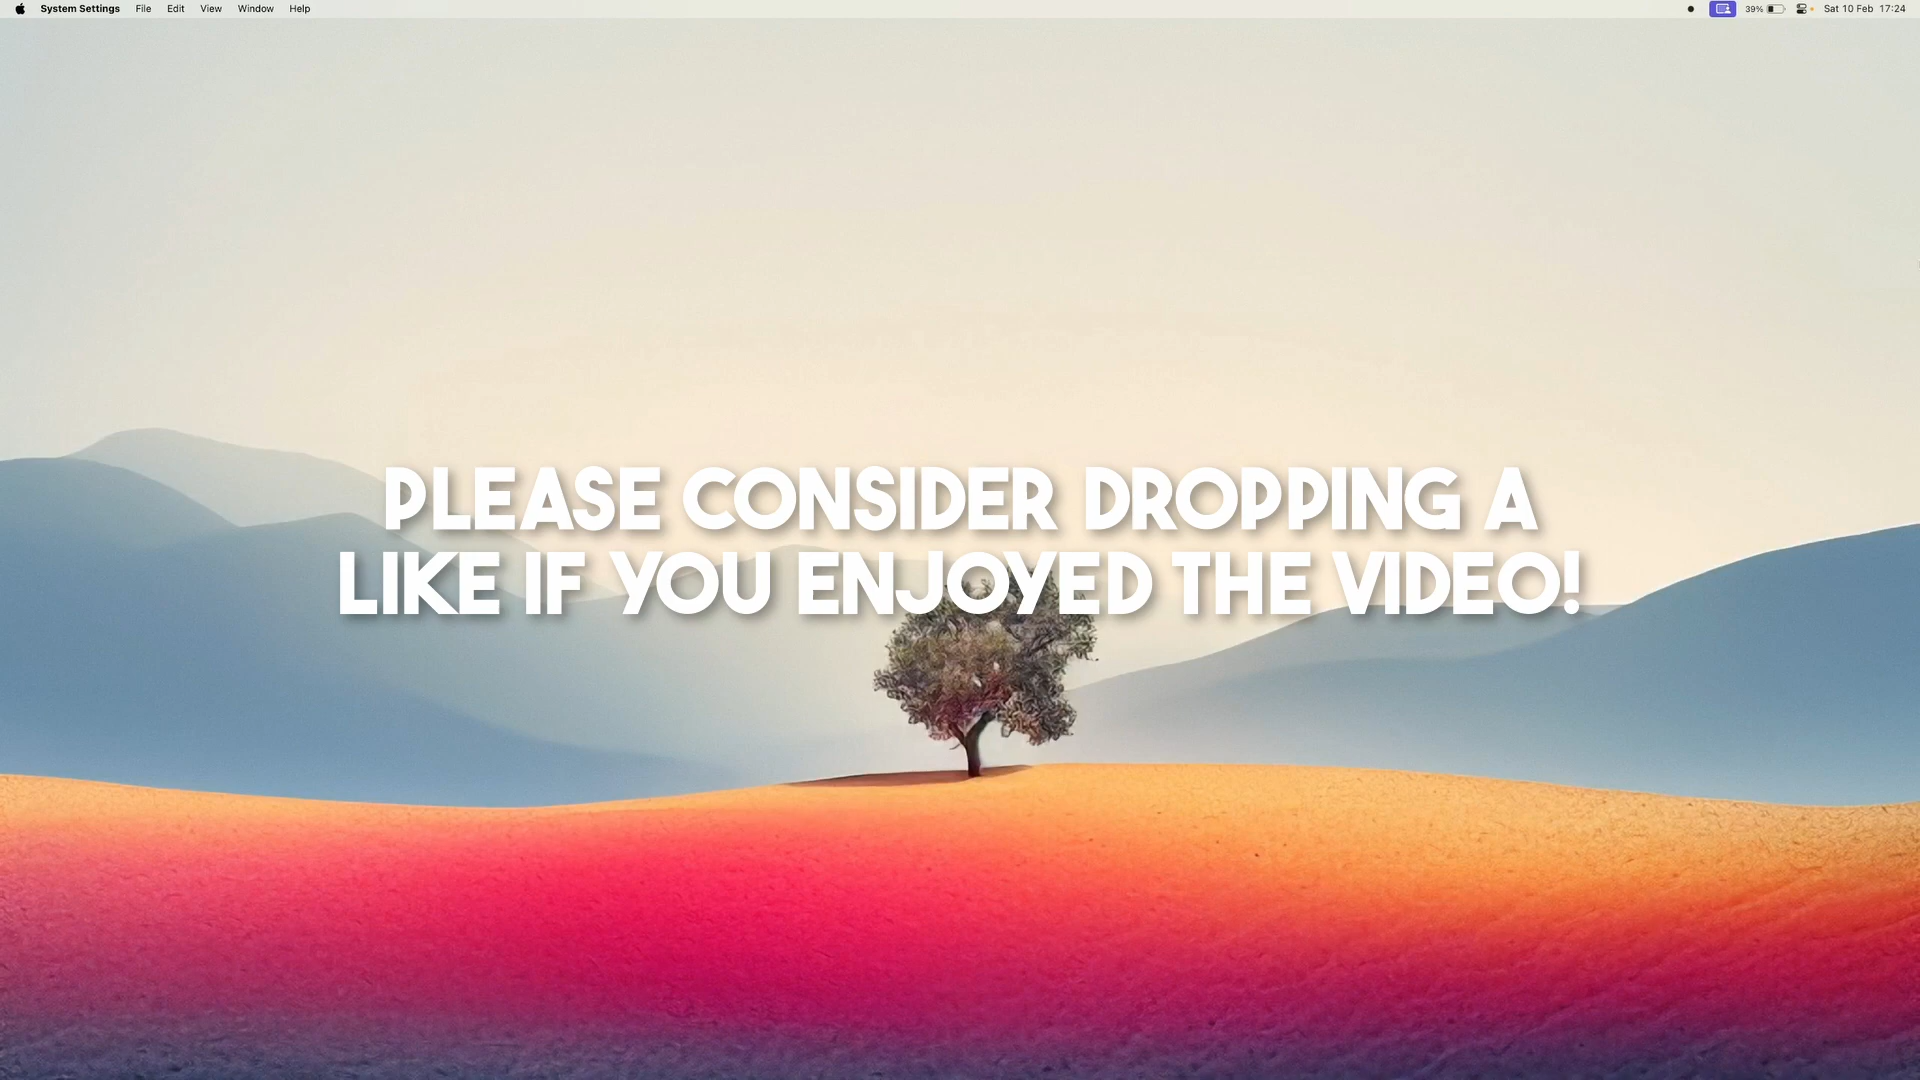 System Settings File Edit View Window Help 39% Sat 10 Feb 17:24
PLEASE CONSIDER DROPPING A
LIKE IF YOU ENJOYED THE VIDEO!